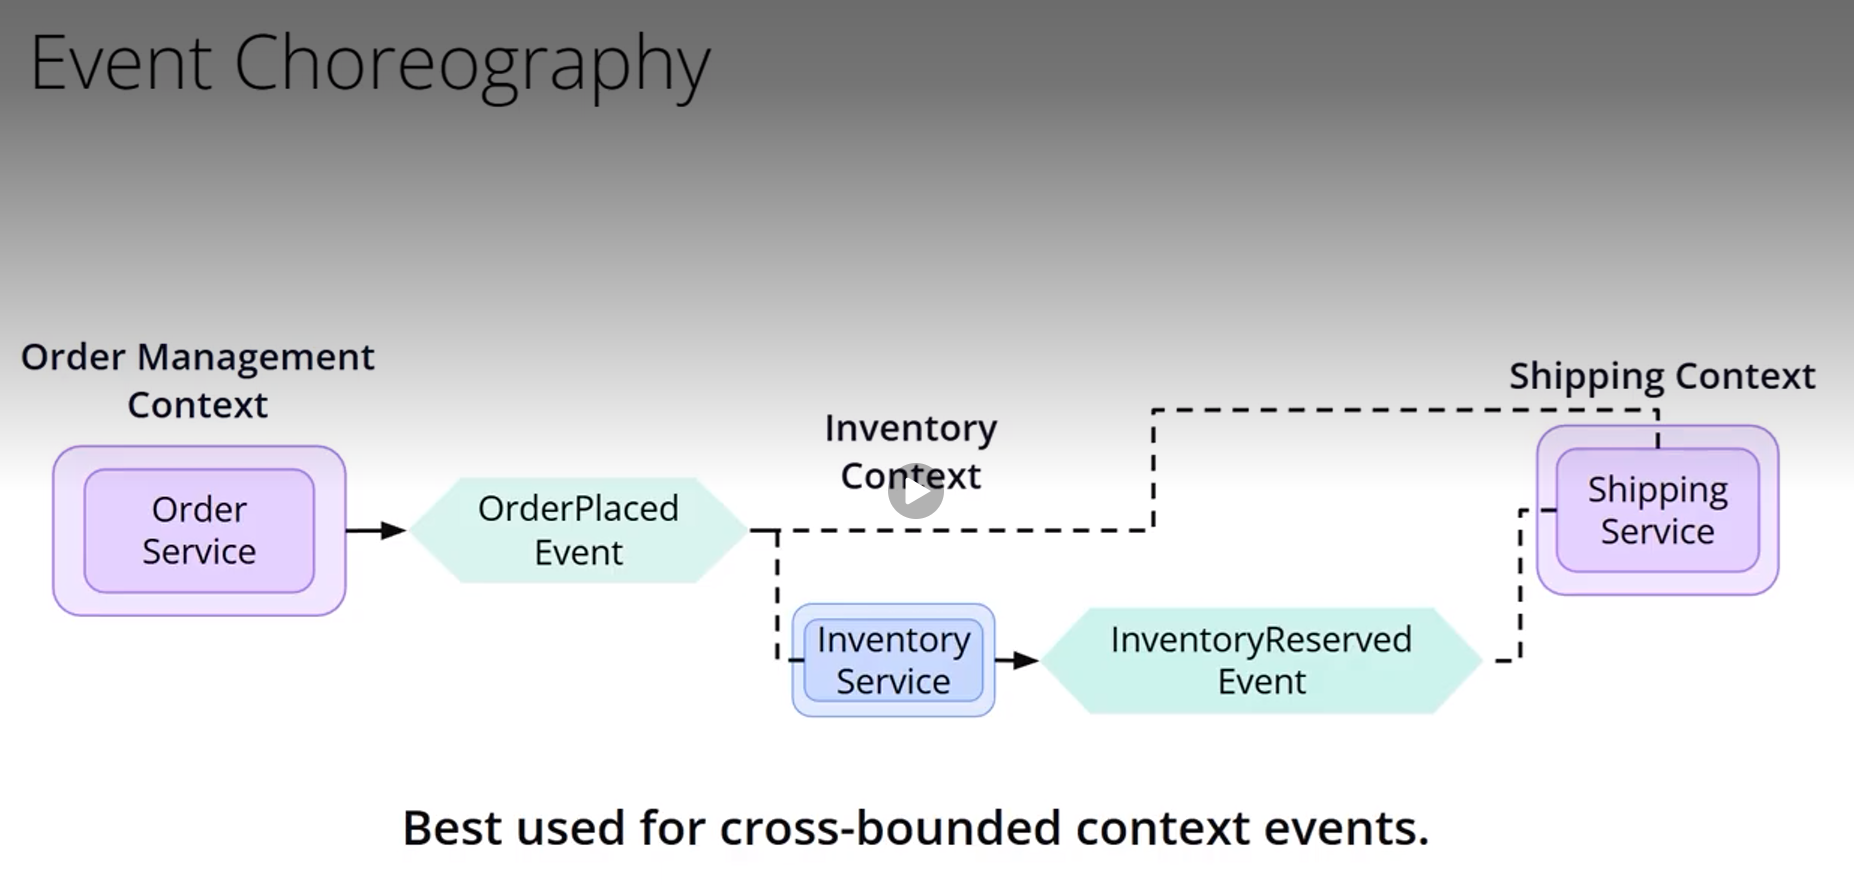 Event Choreography
Order Management
Context
Order
Service
OrderPlaced
Event
Inventory
Context
Inventory
Service
InventoryReserved
Event
Shipping Context
Shipping
Service
Best used for cross-bounded context events.